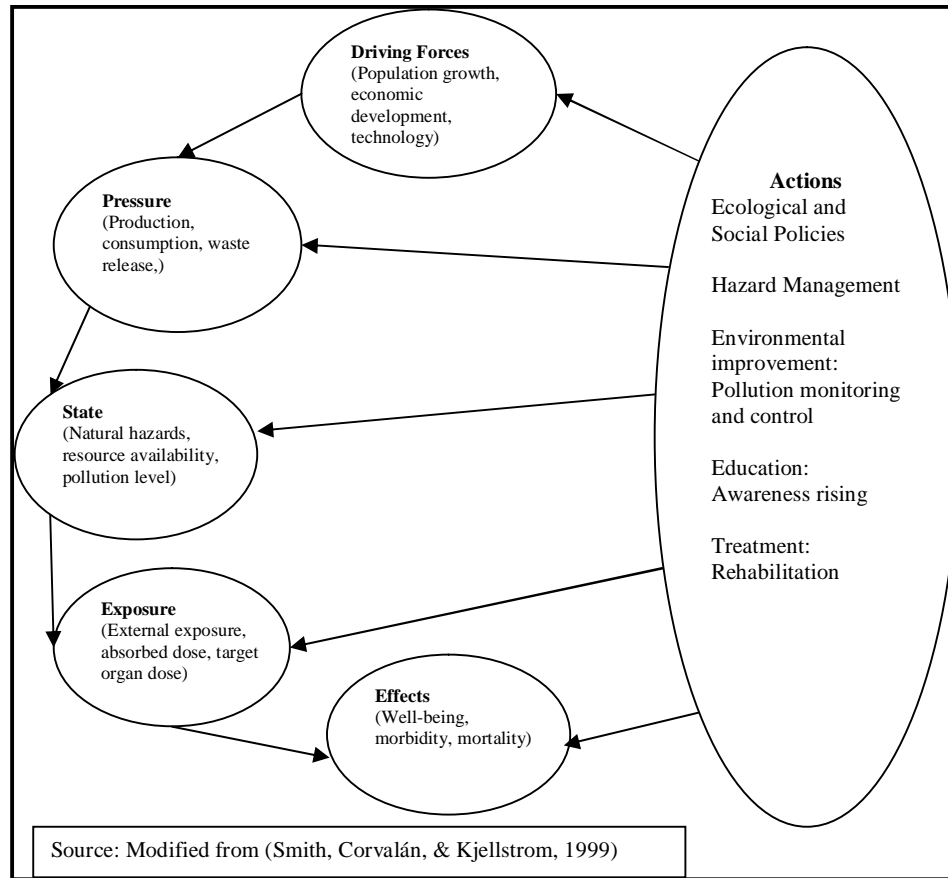 Driving Forces
(Population growth,
economic
development,
technology)
Pressure
(Production,
consumption, waste
release,)
State
(Natural hazards,
resource availability,
pollution level)
Exposure
(External exposure,
absorbed dose, target
organ dose)
Effects
(Well-being,
morbidity, mortality)
Actions
Ecological and
Social Policies
Hazard Management
Environmental
improvement:
Pollution monitoring
and control
Education:
Awareness rising
Treatment:
Rehabilitation
Source: Modified from (Smith, Corvalán, & Kjellstrom, 1999)